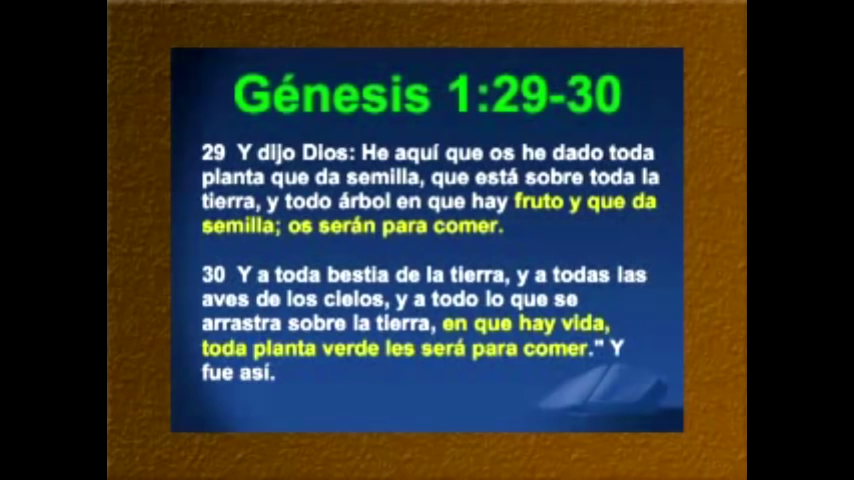 Génesis 1:29-30
29 Y dijo Dios: He aquí que os he dado toda
planta que da semilla, que está sobre toda la
tierra, y todo árbol en que hay fruto y que da
semilla; os serán para comer.
30 Y a toda bestia de la tierra, y a todas las
aves de los cielos, y a todo lo que se
arrastra sobre la tierra, en que hay vida,
toda planta verde les será para comer." Y
fue así.